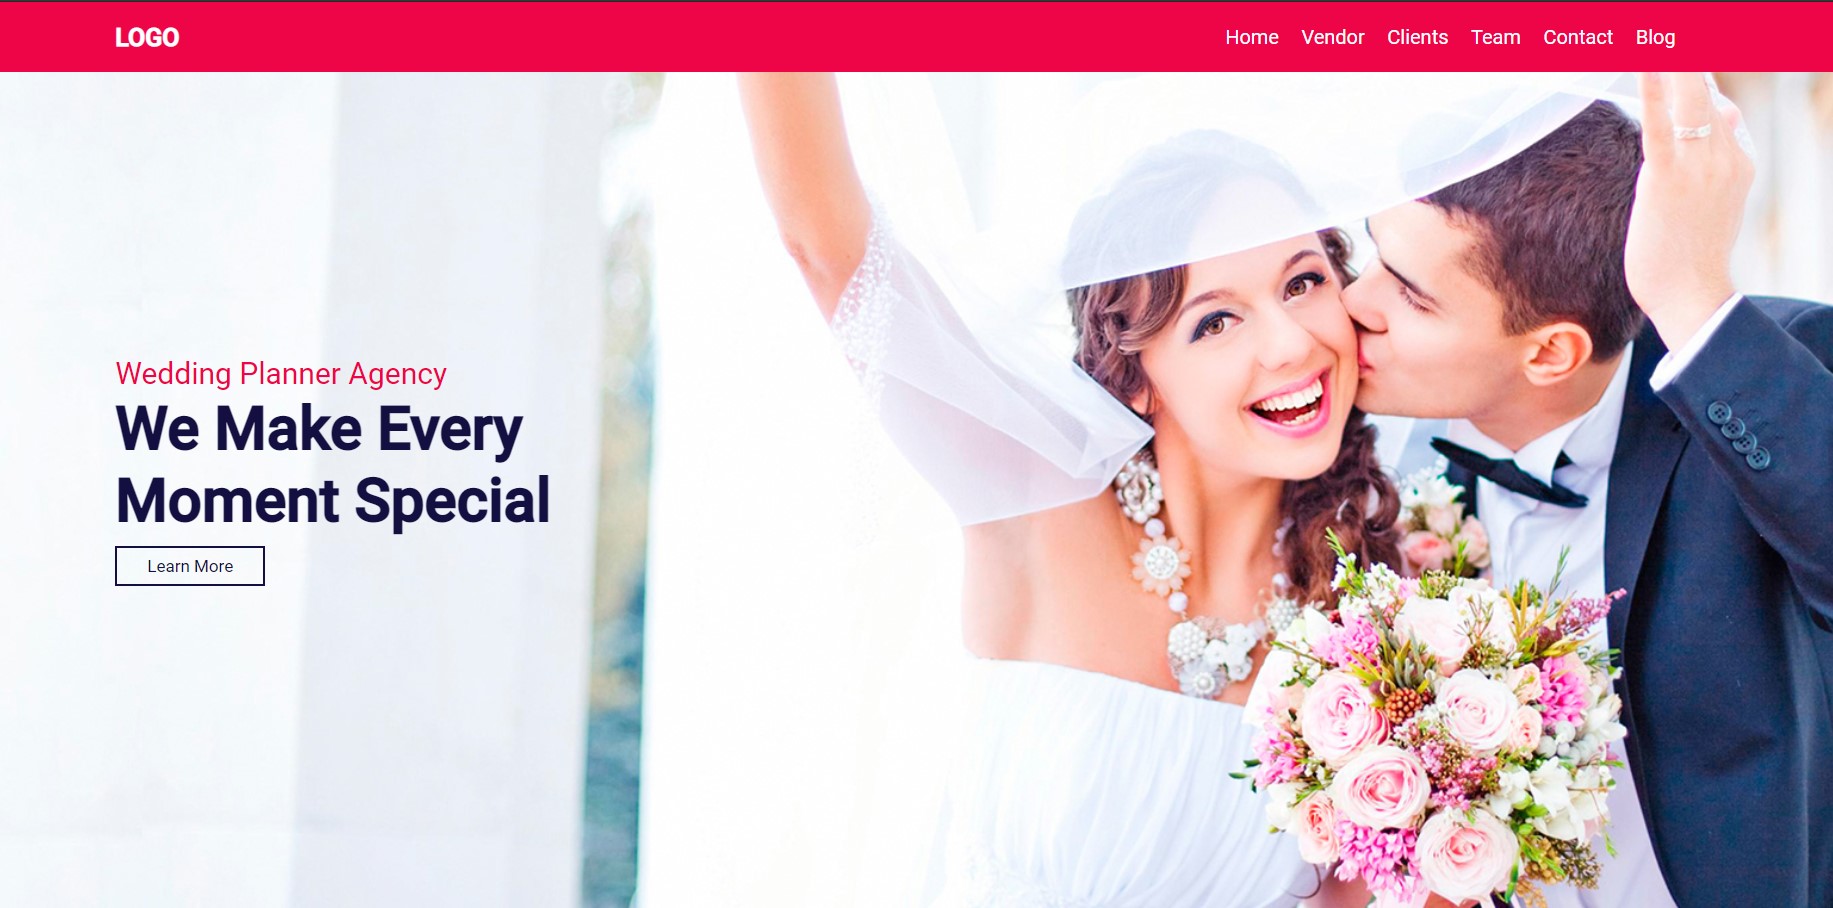 LOGO
Home Vendor Clients Team Contact Blog
Wedding Planner Agency
We Make Every
Moment Special
Learn More